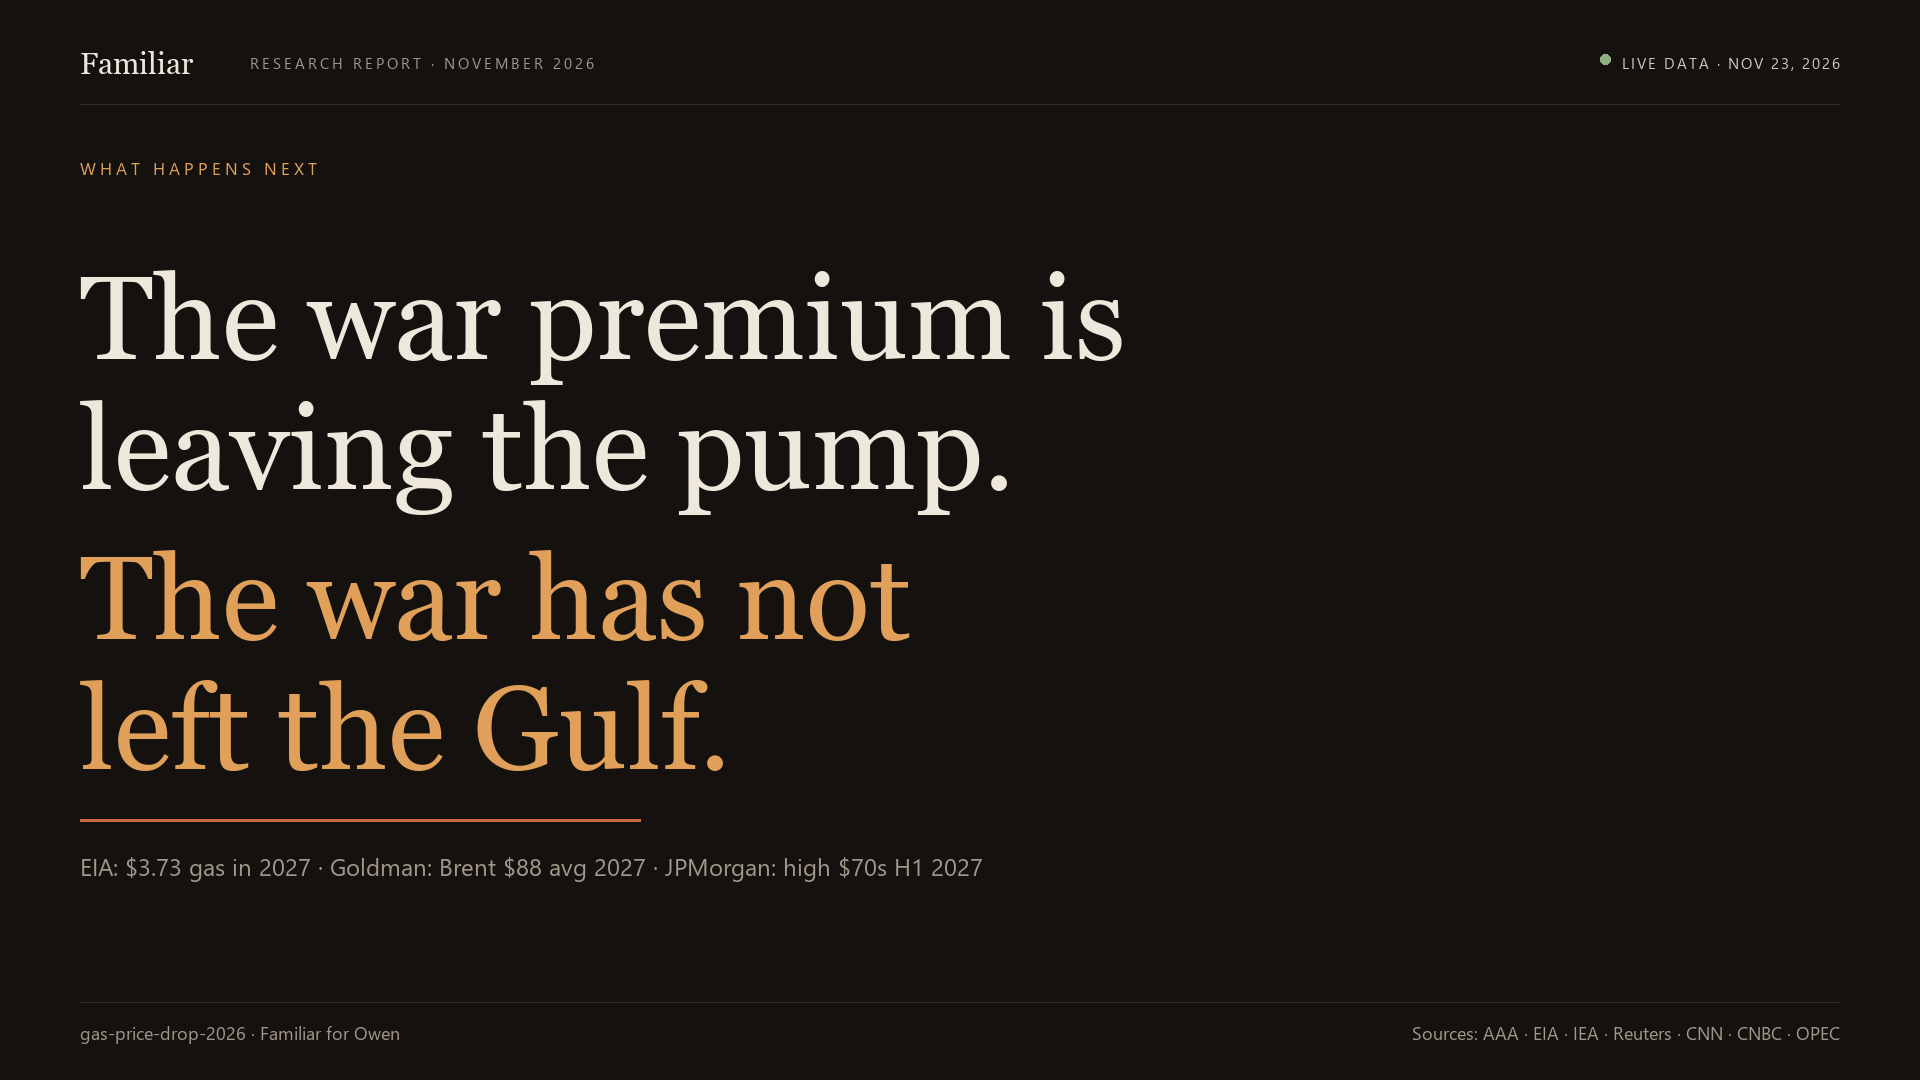 Familiar
RESEARCH REPORT · NOVEMBER 2026
LIVE DATA · NOV 23, 2026
WHAT HAPPENS NEXT
The war premium is
leaving the pump.
The war has not
left the Gulf.
EIA: $3.73 gas in 2027 · Goldman: Brent $88 avg 2027 · JPMorgan: high $70s H1 2027
gas-price-drop-2026 · Familiar for Owen
Sources: AAA · EIA · IEA · Reuters · CNN · CNBC · OPEC